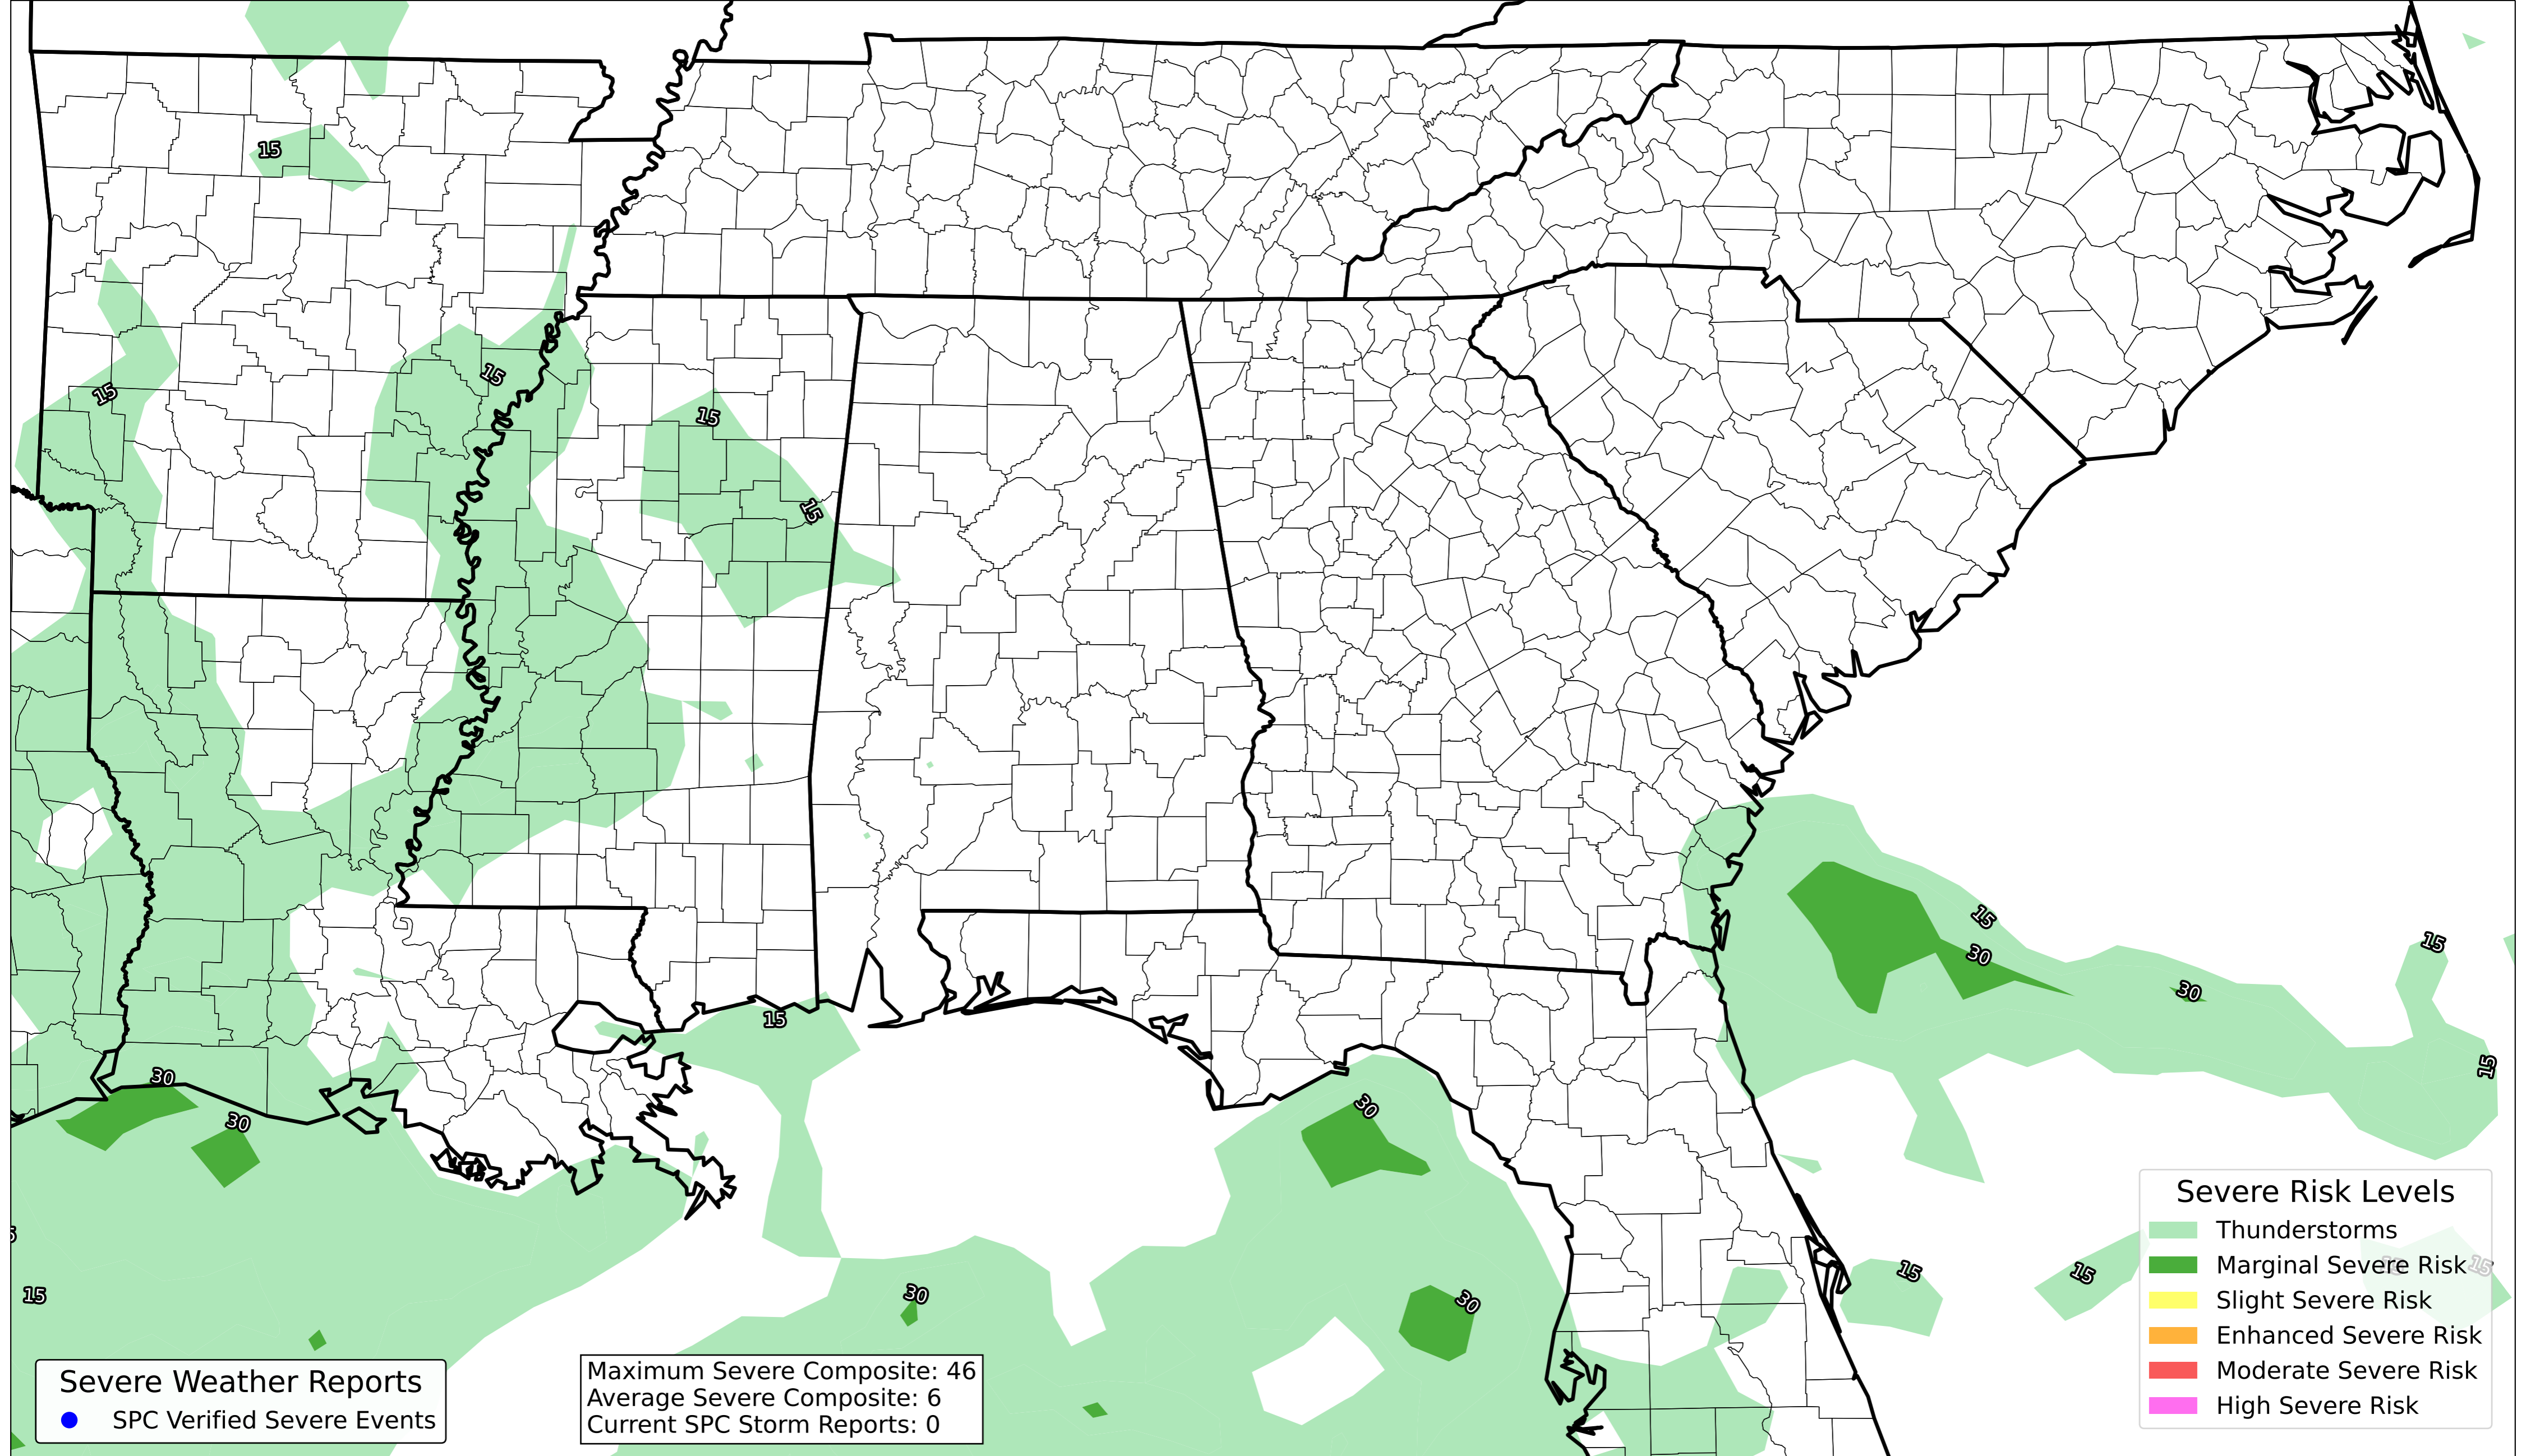 15
15
15
15
15
15
30
15
30
15
15
30
30
30
15
15
15
15
30
30
15
Severe Risk Levels
Thunderstorms
Marginal Severe Risk
Slight Severe Risk
Enhanced Severe Risk
Moderate Severe Risk
High Severe Risk
Severe Weather Reports
SPC Verified Severe Events
Maximum Severe Composite: 46
Average Severe Composite: 6
Current SPC Storm Reports: 0